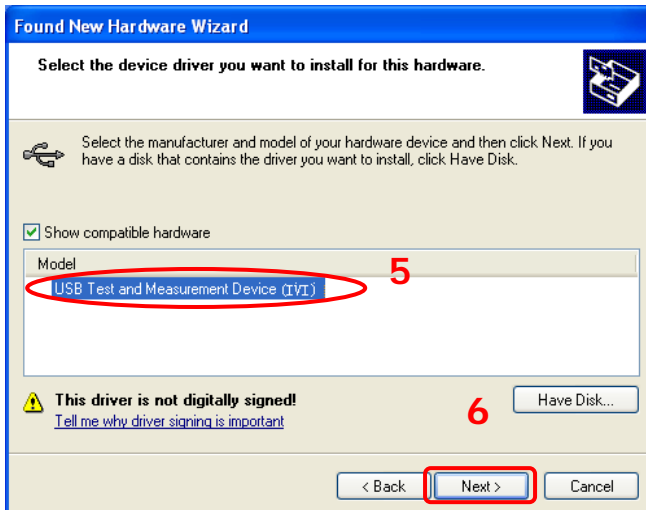 Found New Hardware Wizard
Select the device driver you want to install for this hardware.
Select the manufacturer and model of your hardware device and then click Next. If you
have a disk that contains the driver you want to install, click Have Disk.
Show compatible hardware
Model
5
USB Test and Measurement Device (IVI)
This driver is not digitally signed!
Tell me why driver signing is important
6
Have Disk...
< Back
Next >
Cancel